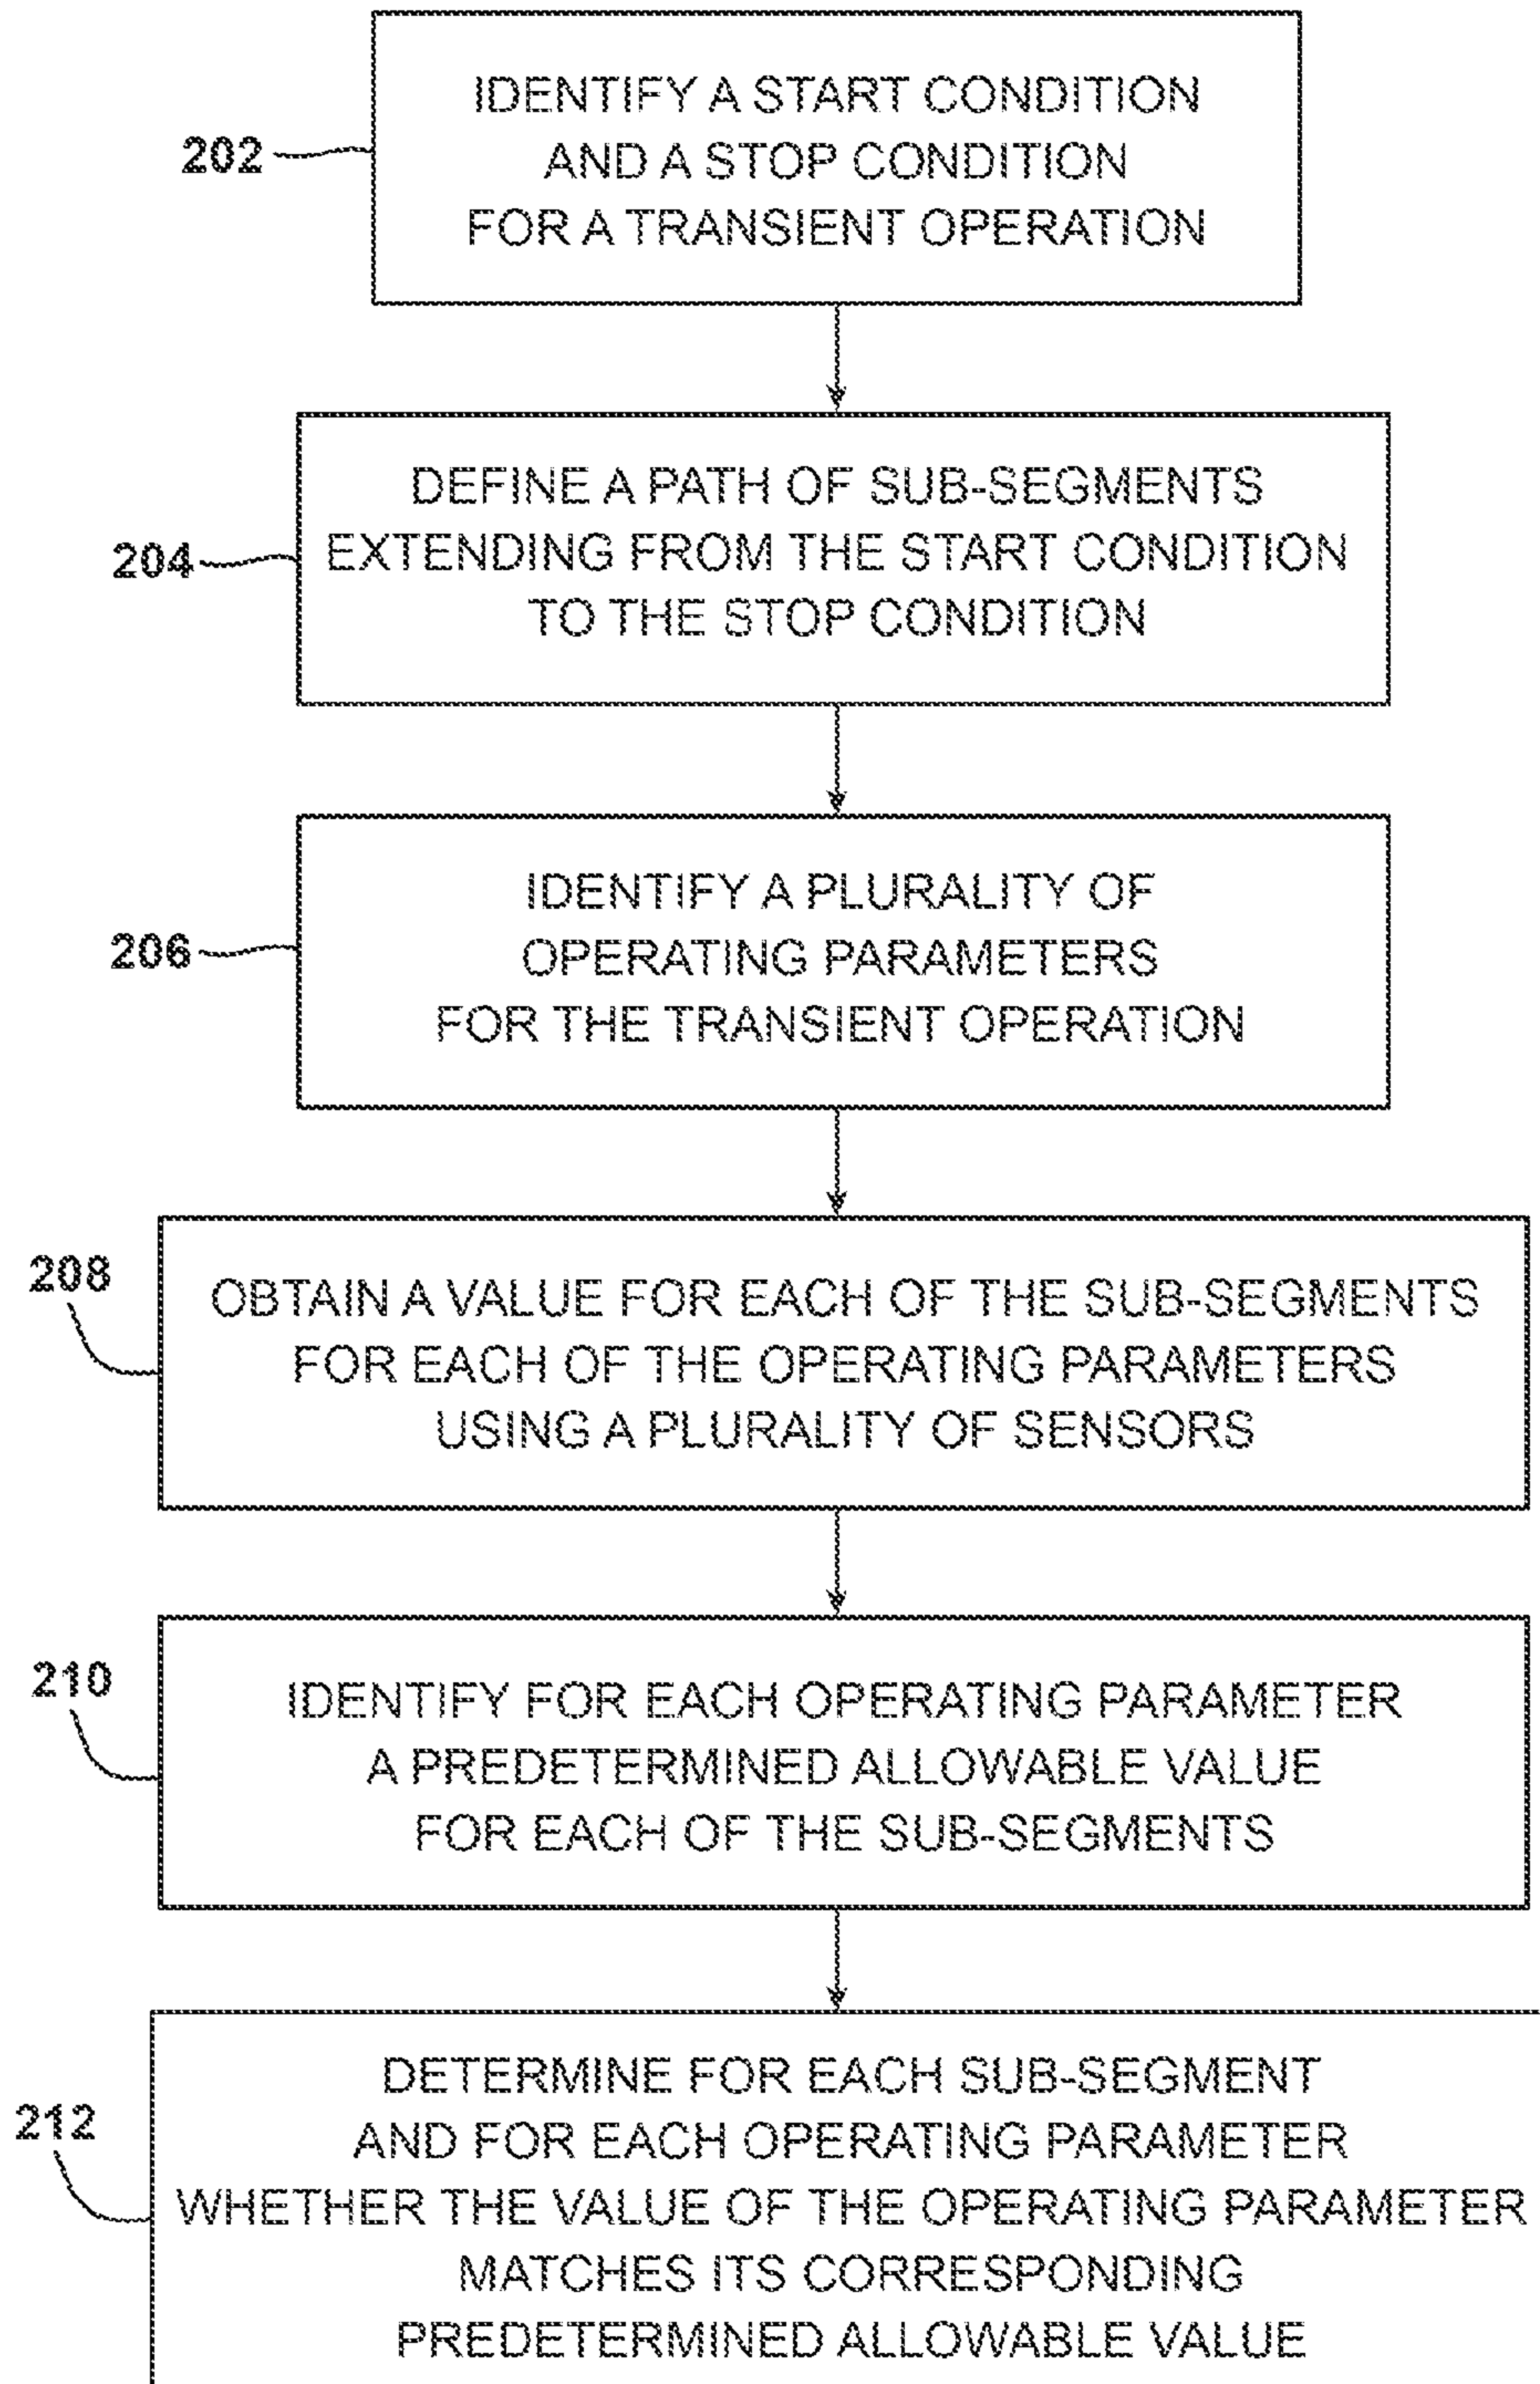 202
IDENTIFY A START CONDITION
AND A STOP CONDITION
FOR A TRANSIENT OPERATION
204
DEFINE A PATH OF SUB-SEGMENTS
EXTENDING FROM THE START CONDITION
TO THE STOP CONDITION
206
IDENTIFY A PLURALITY OF
OPERATING PARAMETERS
FOR THE TRANSIENT OPERATION
208
OBTAIN A VALUE FOR EACH OF THE SUB-SEGMENTS
FOR EACH OF THE OPERATING PARAMETERS
USING A PLURALITY OF SENSORS
210
IDENTIFY FOR EACH OPERATING PARAMETER
A PREDETERMINED ALLOWABLE VALUE
FOR EACH OF THE SUB-SEGMENTS
212
DETERMINE FOR EACH SUB-SEGMENT
AND FOR EACH OPERATING PARAMETER
WHETHER THE VALUE OF THE OPERATING PARAMETER
MATCHES ITS CORRESPONDING
PREDETERMINED ALLOWABLE VALUE